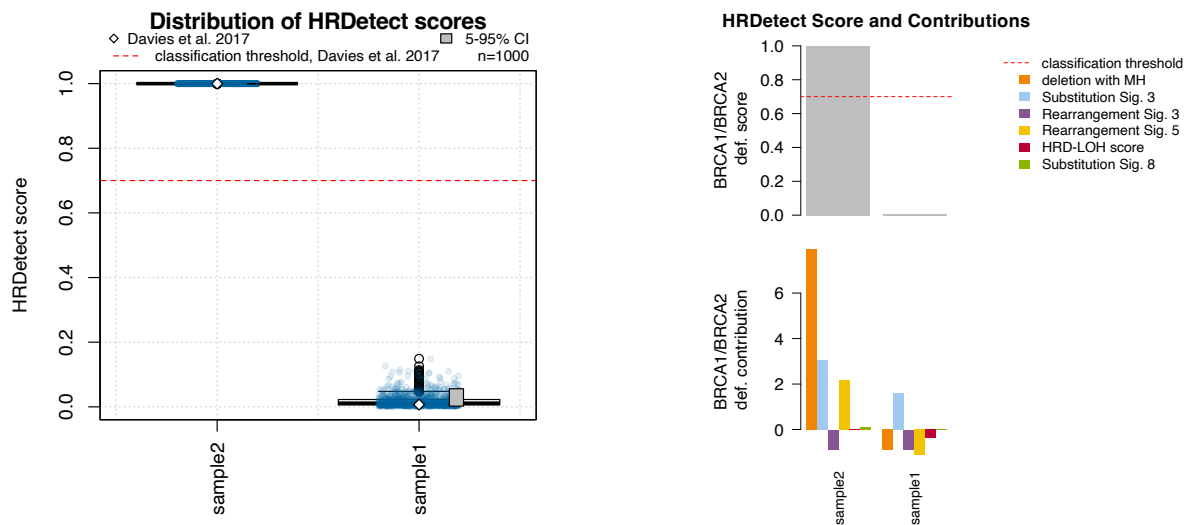 Distribution of HRDetect scores
Davies et al. 2017
5-95% CI
classification threshold, Davies et al. 2017
n=1000
HRDetect score
1.0
0.8
0.6
0.4
0.2
0.0
sample2
sample1
HRDetect Score and Contributions
BRCA1/BRCA2
def. score
1.0
0.8
0.6
0.4
0.2
0.0
classification threshold
deletion with MH
Substitution Sig. 3
Rearrangement Sig. 3
Rearrangement Sig. 5
HRD-LOH score
Substitution Sig. 8
BRCA1/BRCA2
def. contribution
6
4
2
0
sample2
sample1